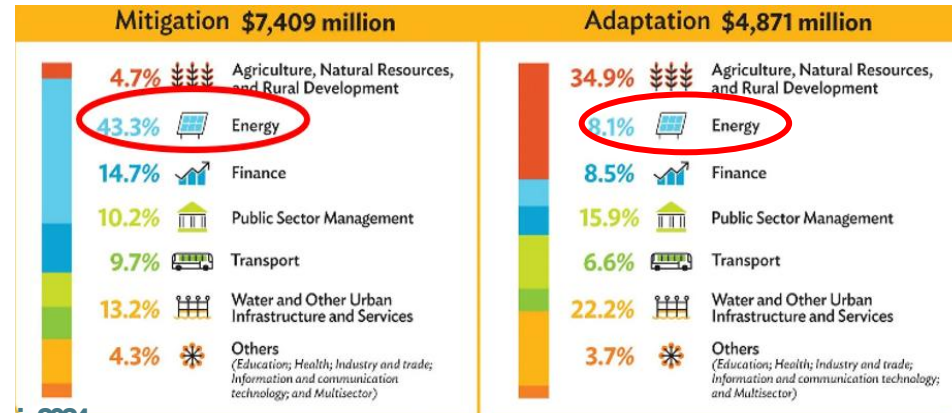 Mitigation $7,409 million
4.7% Agriculture, Natural Resources,
and Rural Development
43.3% Energy
14.7% Finance
10.2% Public Sector Management
9.7% Transport
13.2% Water and Other Urban
Infrastructure and Services
4.3% Others
(Education; Health; Industry and trade;
Information and communication
technology; and Multisector)
Adaptation $4,871 million
34.9% Agriculture, Natural Resources,
and Rural Development
8.1% Energy
8.5% Finance
15.9% Public Sector Management
6.6% Transport
22.2% Water and Other Urban
Infrastructure and Services
3.7% Others
(Education; Health; Industry and trade;
Information and communication technology;
and Multisector)
2024